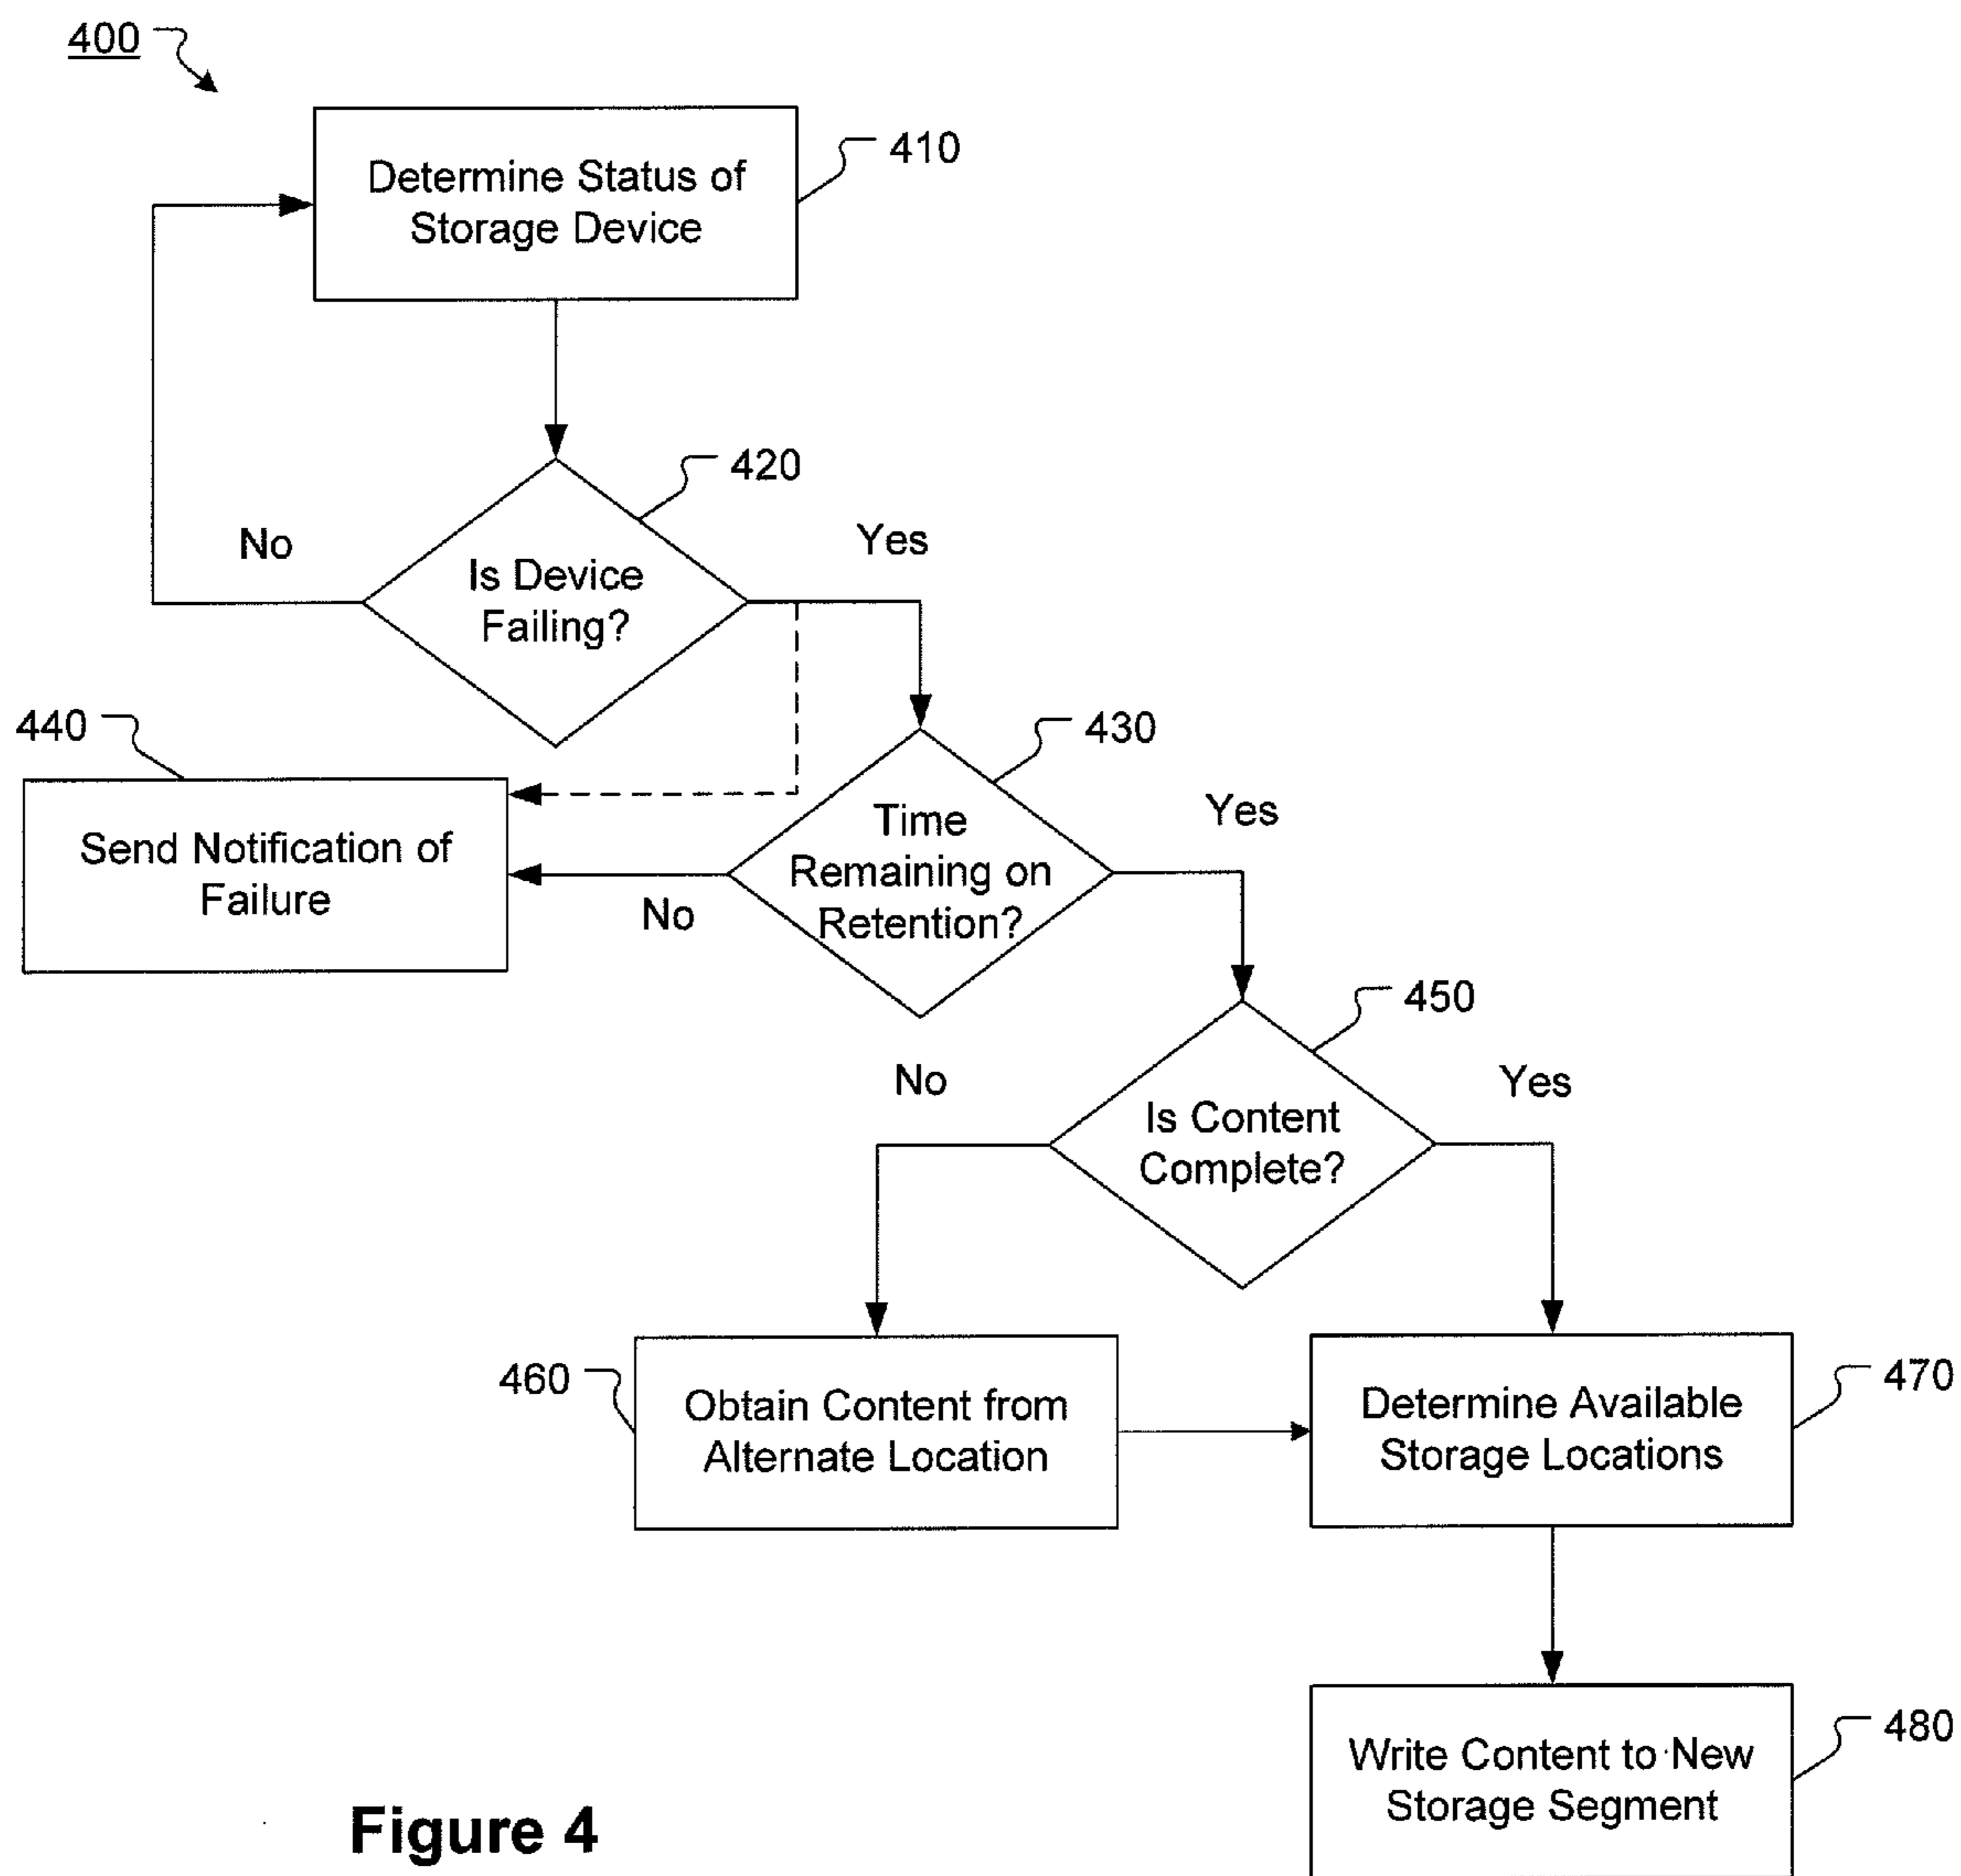 400
Determine Status of
Storage Device
410
420
No
Yes
Is Device
Failing?
440
430
Send Notification of
Failure
Time
Remaining on
Retention?
Yes
No
450
No
Yes
Is Content
Complete?
460
Obtain Content from
Alternate Location
Determine Available
Storage Locations
470
Write Content to New
Storage Segment
480
Figure 4